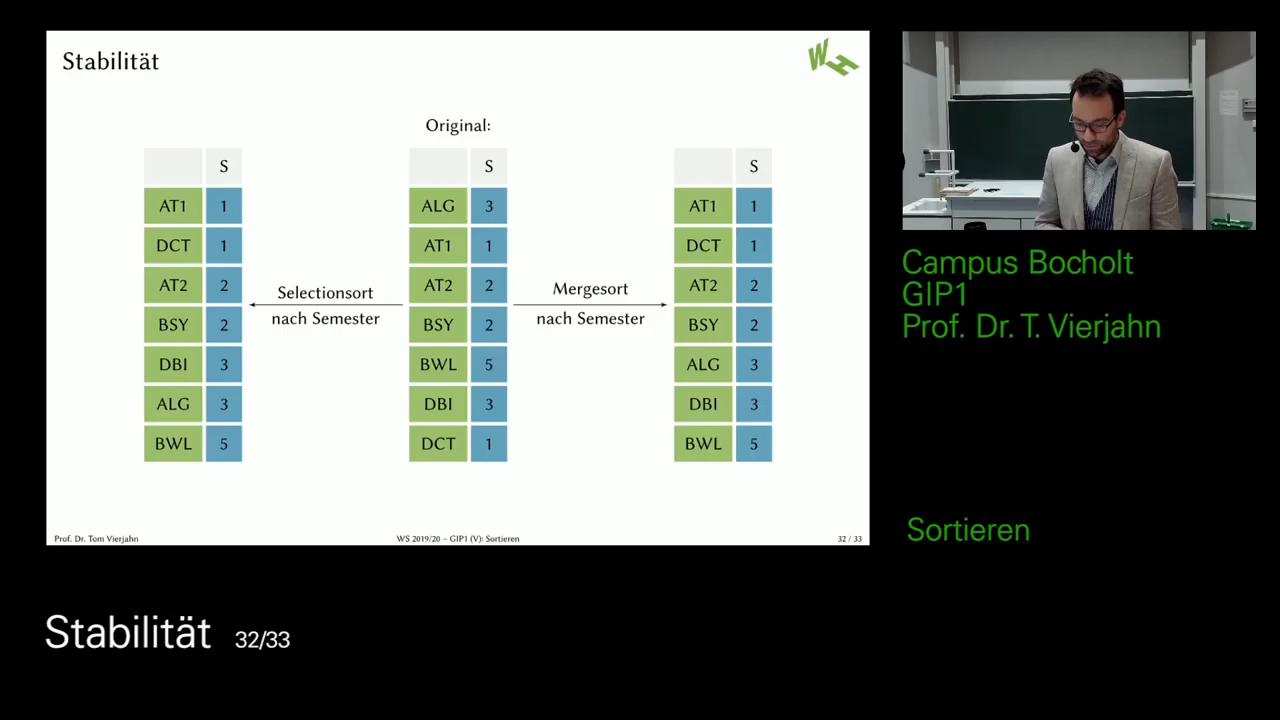 Stabilität
WH
Original:
S
AT1 1
DCT 1
AT2 2
BSY 2
DBI 3
ALG 3
BWL 5
Selectionsort
nach Semester
S
ALG 3
AT1 1
AT2 2
BSY 2
BWL 5
DBI 3
DCT 1
Mergesort
nach Semester
S
AT1 1
DCT 1
AT2 2
BSY 2
ALG 3
DBI 3
BWL 5
Prof. Dr. Tom Vierjahn
WS 2019/20 – GIP1 (V): Sortieren
32 / 33
Campus Bocholt
GIP1
Prof. Dr. T. Vierjahn
Sortieren
Stabilität 32/33